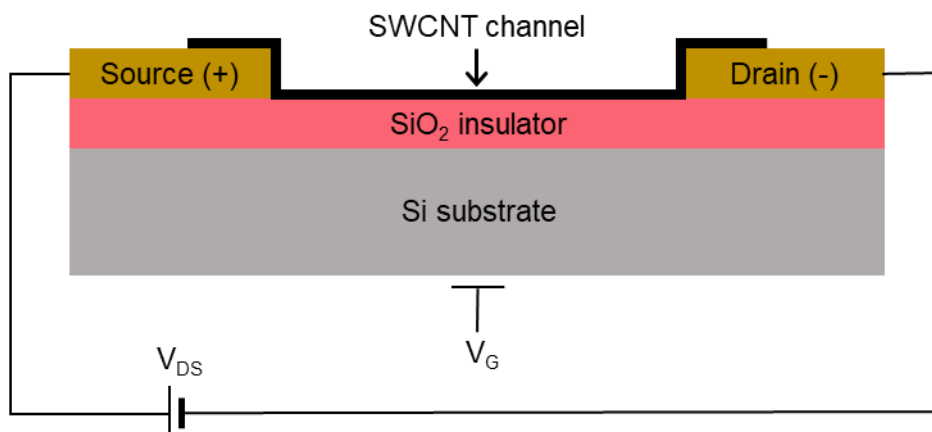 SWCNT channel
Source (+)
Drain (-)
SiO₂ insulator
Si substrate
V_DS
V_G